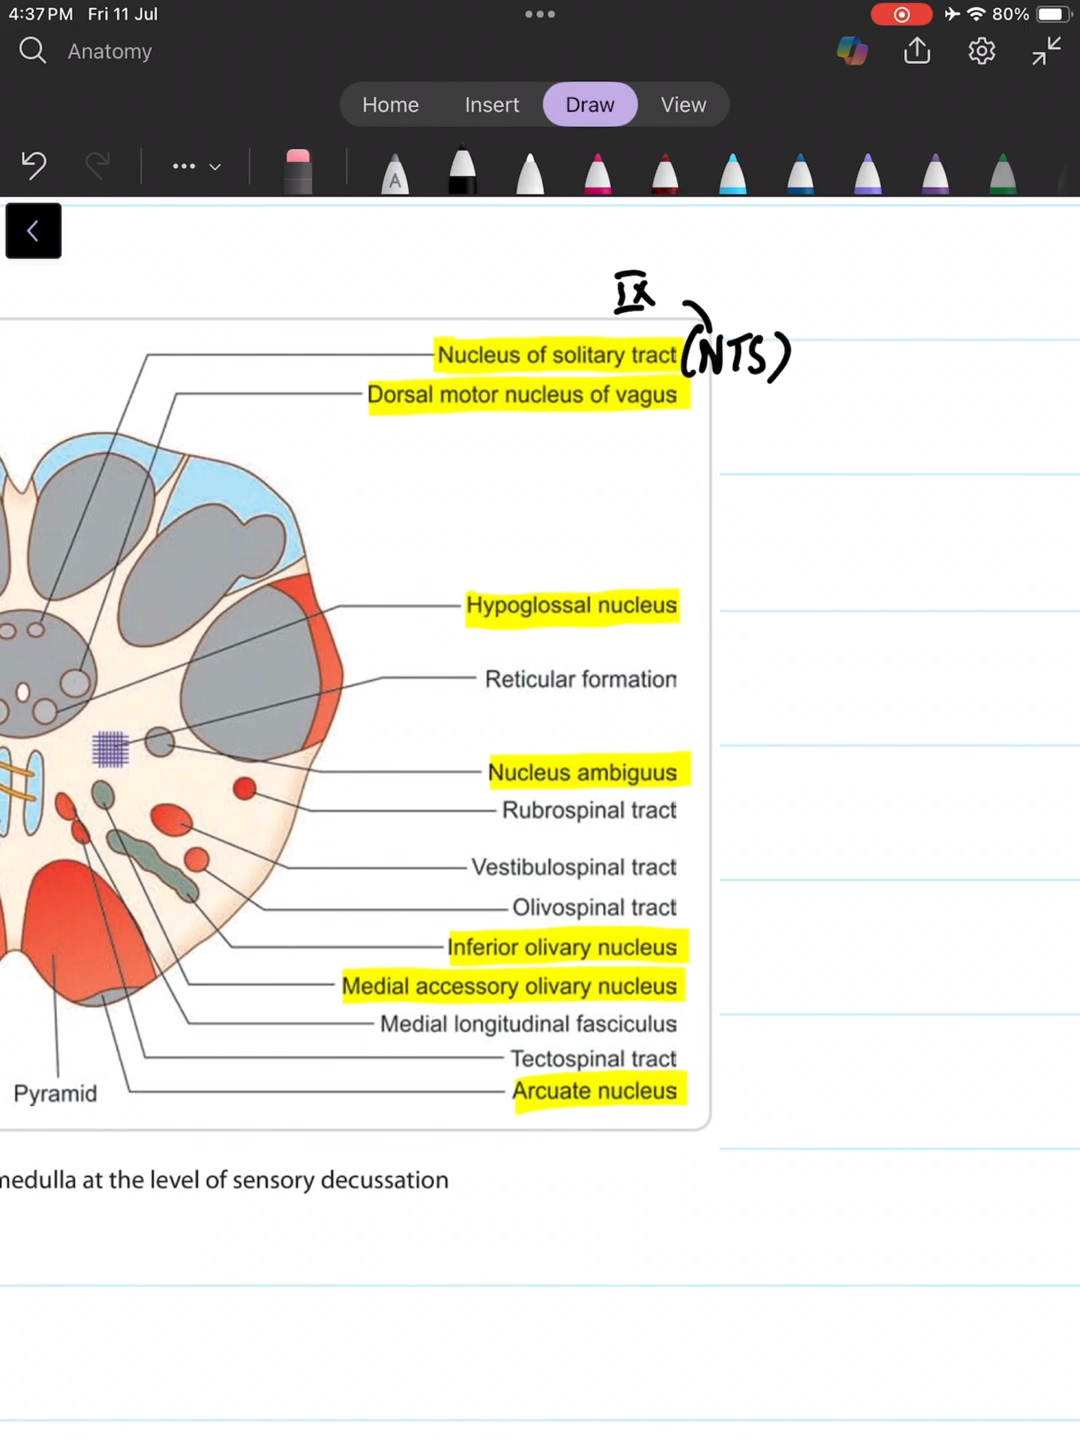 4:37 PM Fri 11 Jul
80%
Anatomy
Home Insert Draw View
A
IX
Nucleus of solitary tract (NTS)
Dorsal motor nucleus of vagus
Hypoglossal nucleus
Reticular formation
Nucleus ambiguus
Rubrospinal tract
Vestibulospinal tract
Olivospinal tract
Inferior olivary nucleus
Medial accessory olivary nucleus
Medial longitudinal fasciculus
Tectospinal tract
Arcuate nucleus
Pyramid
medulla at the level of sensory decussation